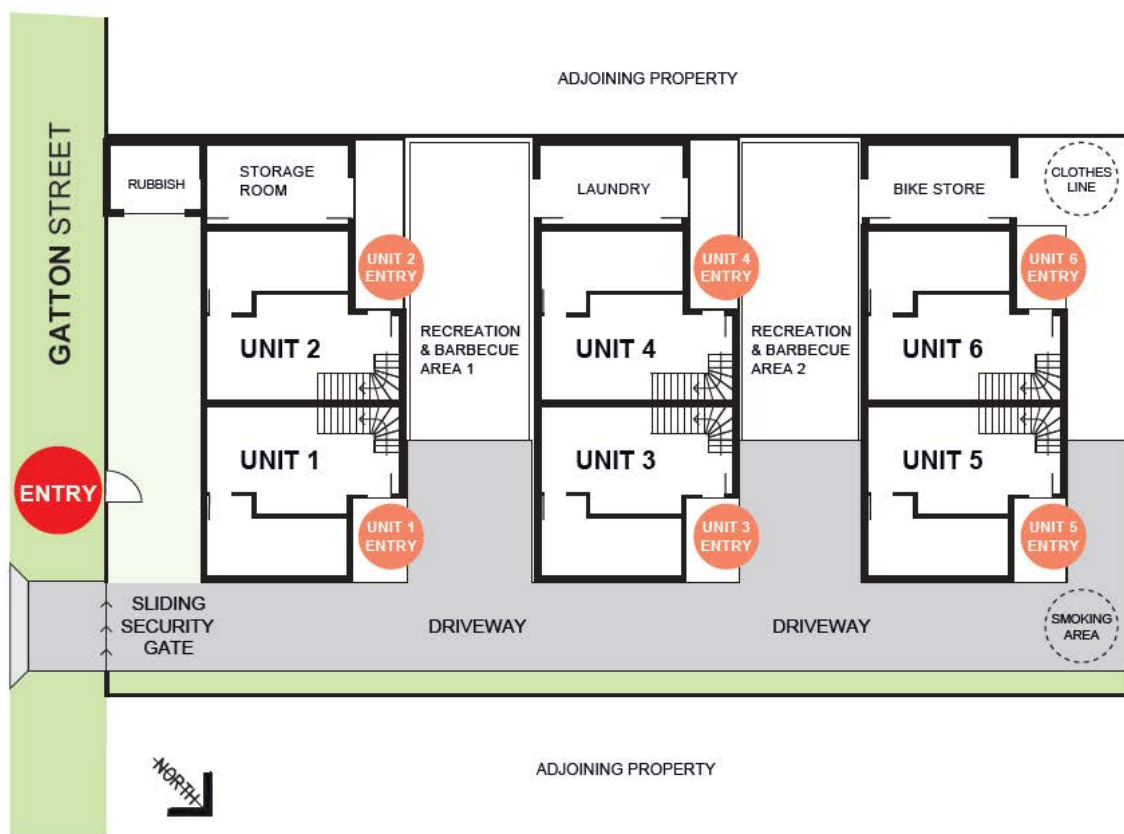 ADJOINING PROPERTY
GATTON STREET
RUBBISH
STORAGE
ROOM
LAUNDRY
BIKE STORE
CLOTHES
LINE
UNIT 2
ENTRY
UNIT 4
ENTRY
UNIT 6
ENTRY
UNIT 2
RECREATION
& BARBECUE
AREA 1
UNIT 4
RECREATION
& BARBECUE
AREA 2
UNIT 6
UNIT 1
UNIT 3
UNIT 5
ENTRY
UNIT 1
ENTRY
UNIT 3
ENTRY
UNIT 5
ENTRY
SLIDING
SECURITY
GATE
DRIVEWAY
DRIVEWAY
SMOKING
AREA
NORTH
ADJOINING PROPERTY